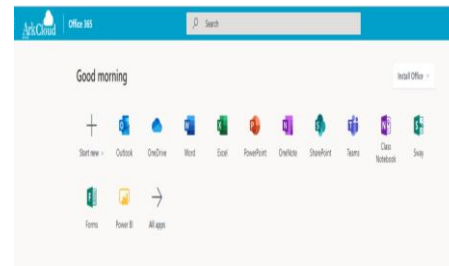 ArkCloud
Office 365
Search
Good morning
Install Office
Start new
Outlook
OneDrive
Word
Excel
PowerPoint
OneNote
SharePoint
Teams
Class
Notebook
Sway
Forms
Power BI
All apps